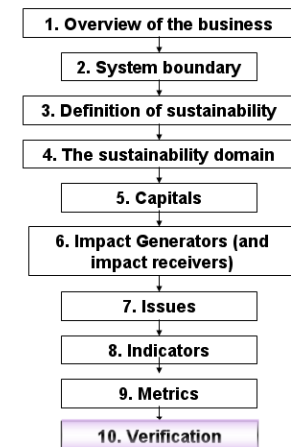 1. Overview of the business
2. System boundary
3. Definition of sustainability
4. The sustainability domain
5. Capitals
6. Impact Generators (and
impact receivers)
7. Issues
8. Indicators
9. Metrics
10. Verification